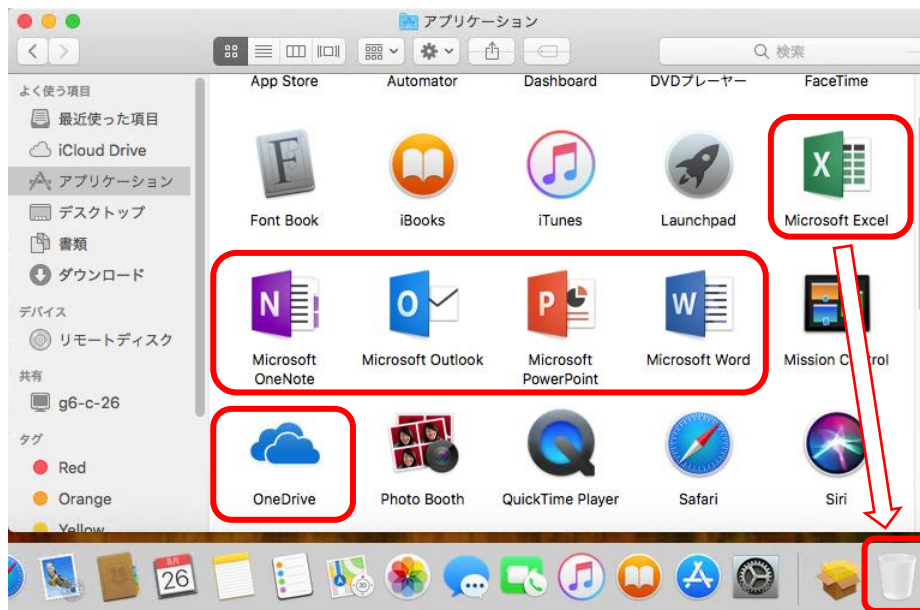 アプリケーション
検索
よく使う項目
最近使った項目
iCloud Drive
アプリケーション
デスクトップ
書類
ダウンロード
デバイス
リモートディスク
共有
g6-c-26
タグ
Red
Orange
Yellow
App Store
Automator
Dashboard
DVDプレーヤー
FaceTime
Font Book
iBooks
iTunes
Launchpad
Microsoft Excel
Microsoft
OneNote
Microsoft Outlook
Microsoft
PowerPoint
Microsoft Word
Mission Control
OneDrive
Photo Booth
QuickTime Player
Safari
Siri
8月
26